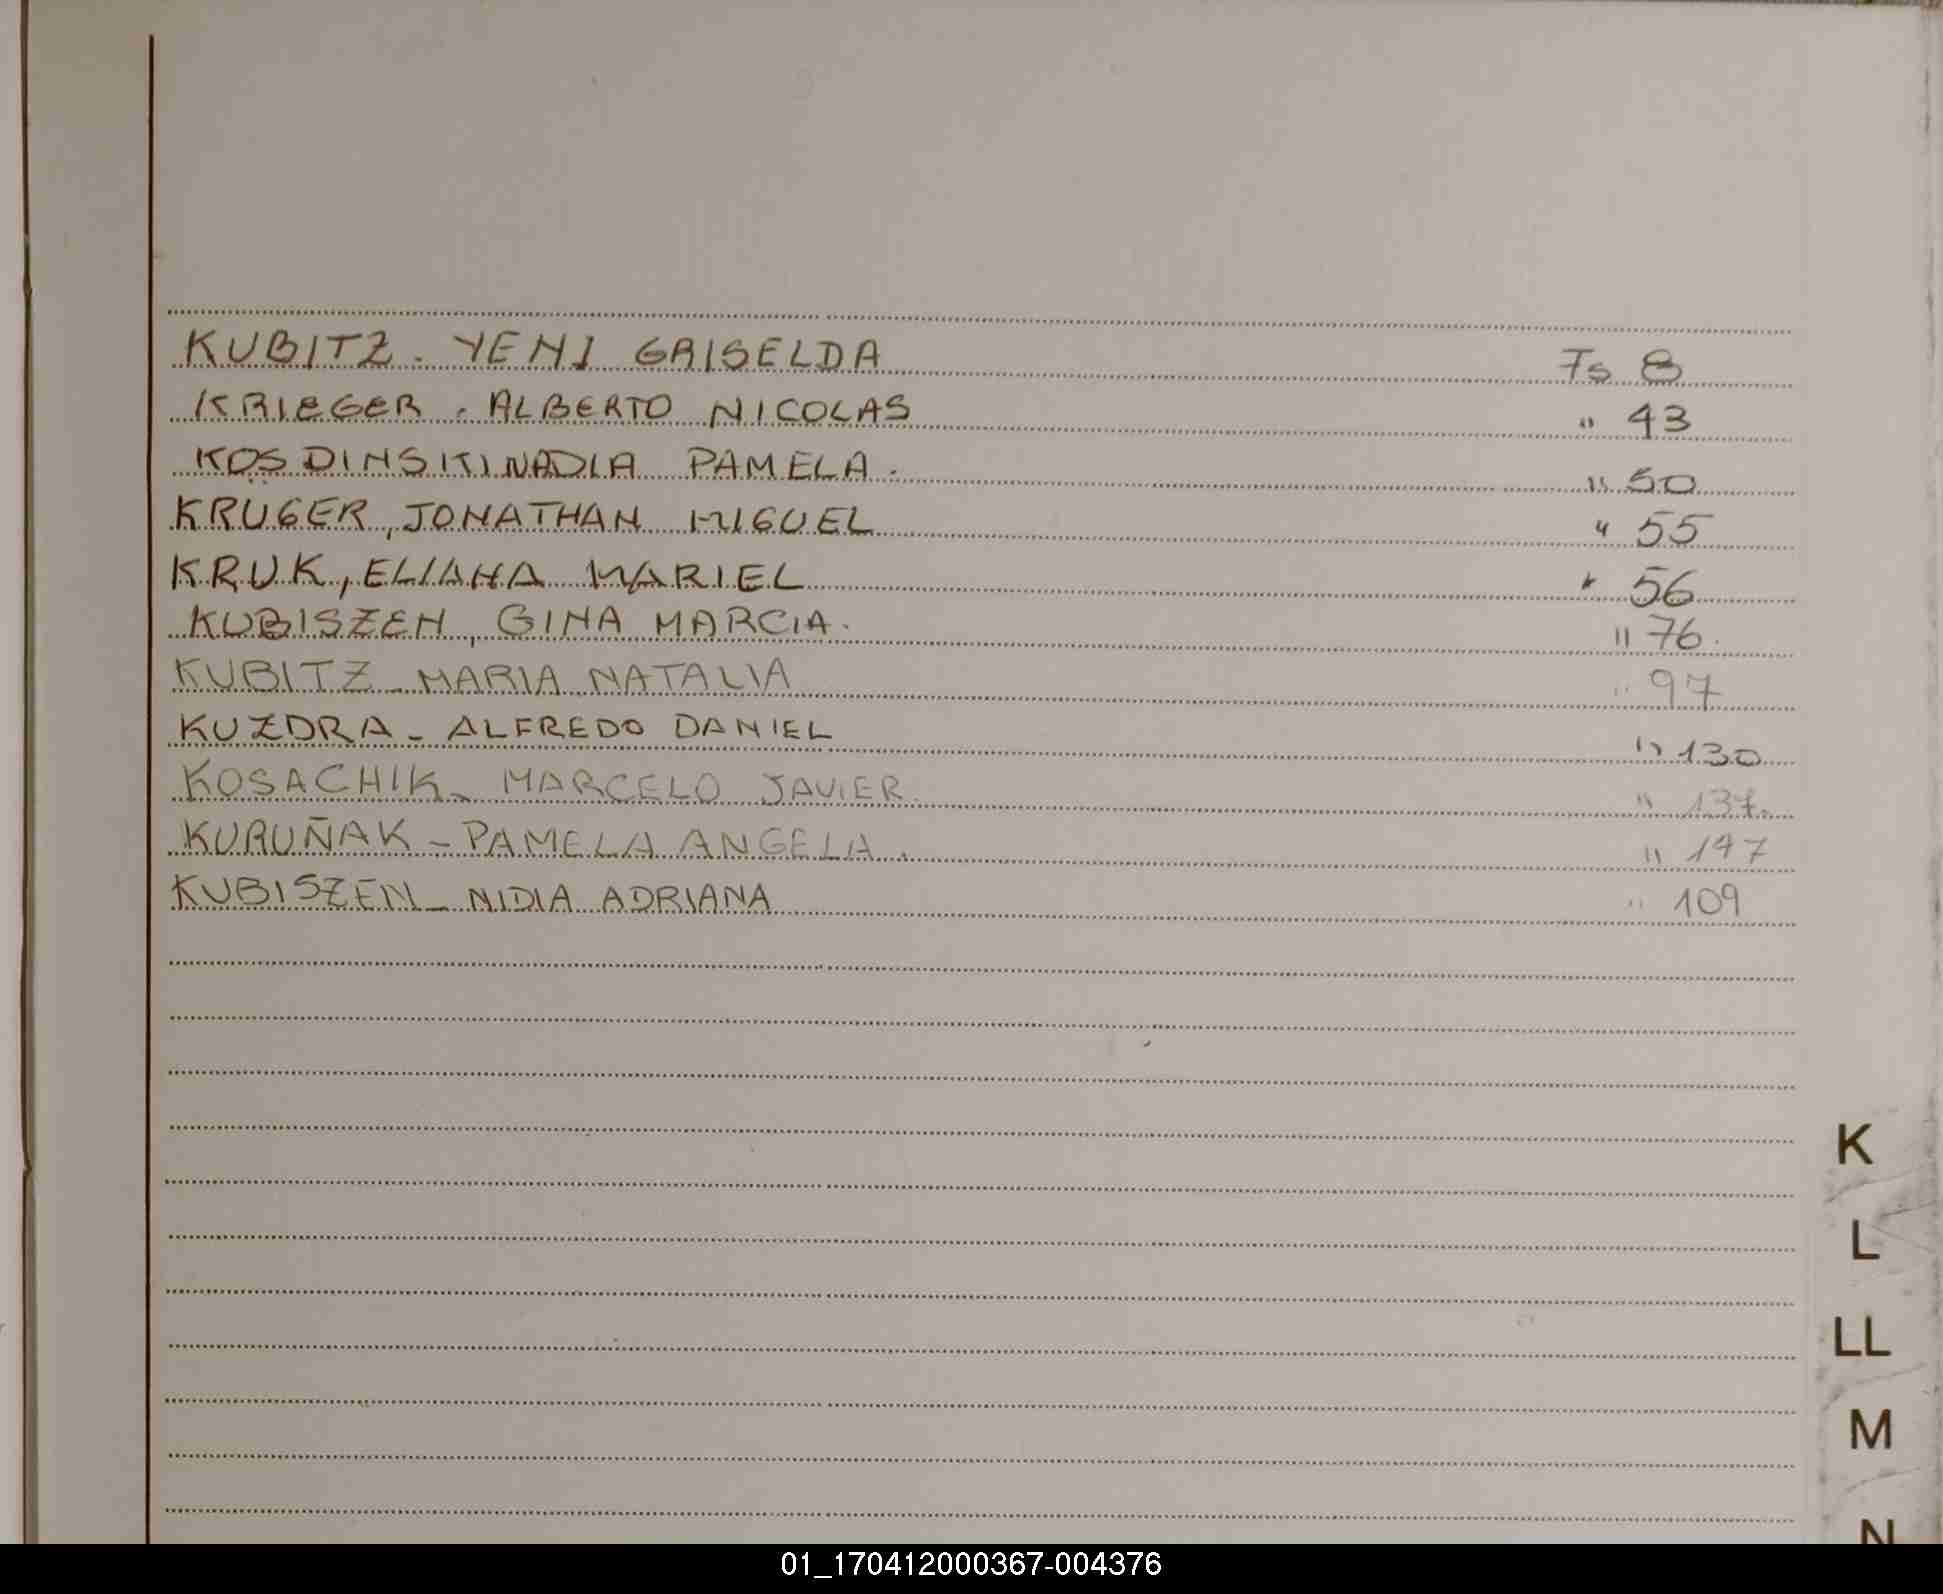 KUBITZ. YENI GRISELDA Fs 8
KRIEGER. ALBERTO NICOLAS " 43
KOSDINSKI NADIA PAMELA. " 50
KRUGER, JONATHAN MIGUEL " 55
KRUK, ELIANA MARIEL " 56
KUBISZEN, GINA MARCIA. " 76.
KUBITZ - MARIA NATALIA " 97
KUZDRA - ALFREDO DANIEL " 130
KOSACHIK - MARCELO JAVIER. " 137.
KURUÑAK - PAMELA ANGELA. " 147
KUBISZEN - NIDIA ADRIANA " 109
K
L
LL
M
N
01_170412000367-004376